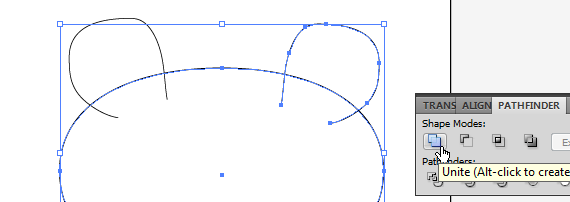 TRANS ALIGN PATHFINDER
Shape Modes:
Ex
Pathfinders:
Unite (Alt-click to create